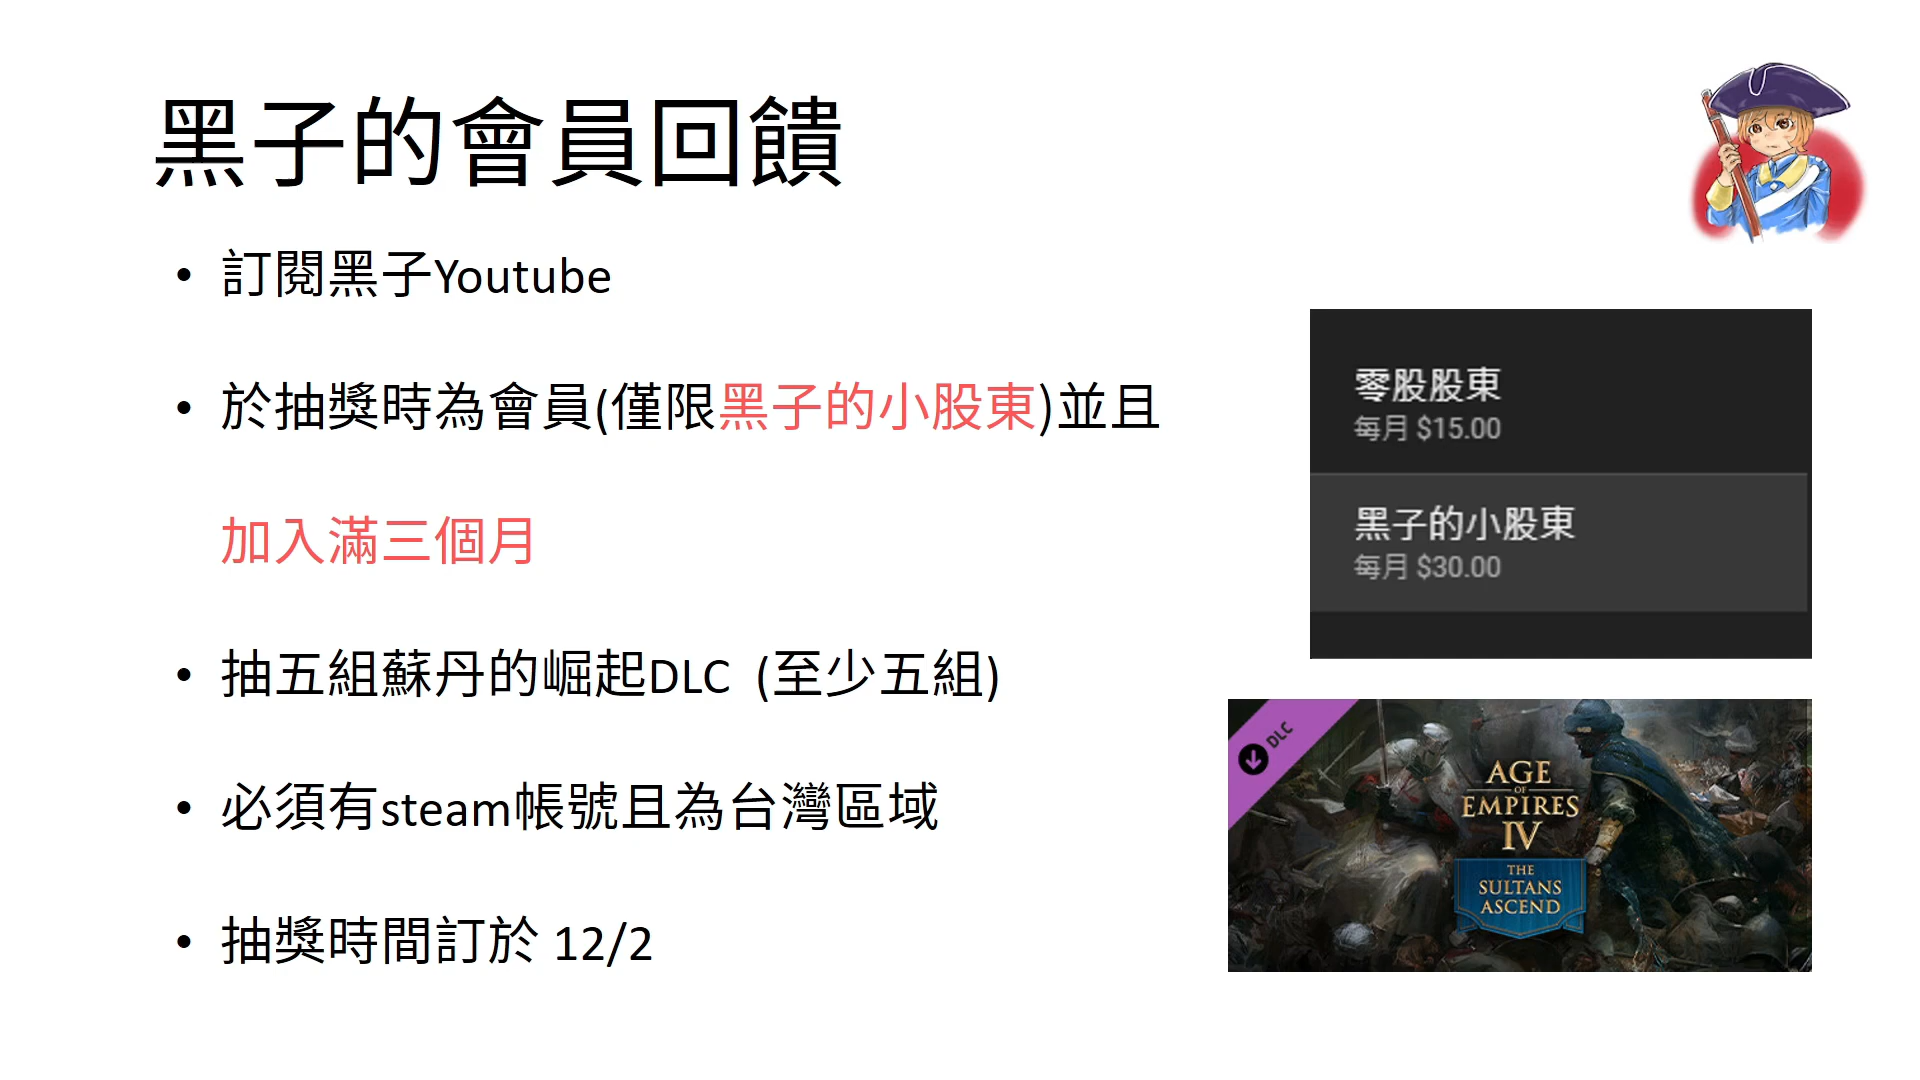 黑子的會員回饋
• 訂閱黑子Youtube
• 於抽獎時為會員(僅限黑子的小股東)並且
加入滿三個月
• 抽五組蘇丹的崛起DLC (至少五組)
• 必須有steam帳號且為台灣區域
• 抽獎時間訂於 12/2
零股股東
每月 $15.00
黑子的小股東
每月 $30.00
DLC
AGE
OF
EMPIRES
IV
THE
SULTANS
ASCEND